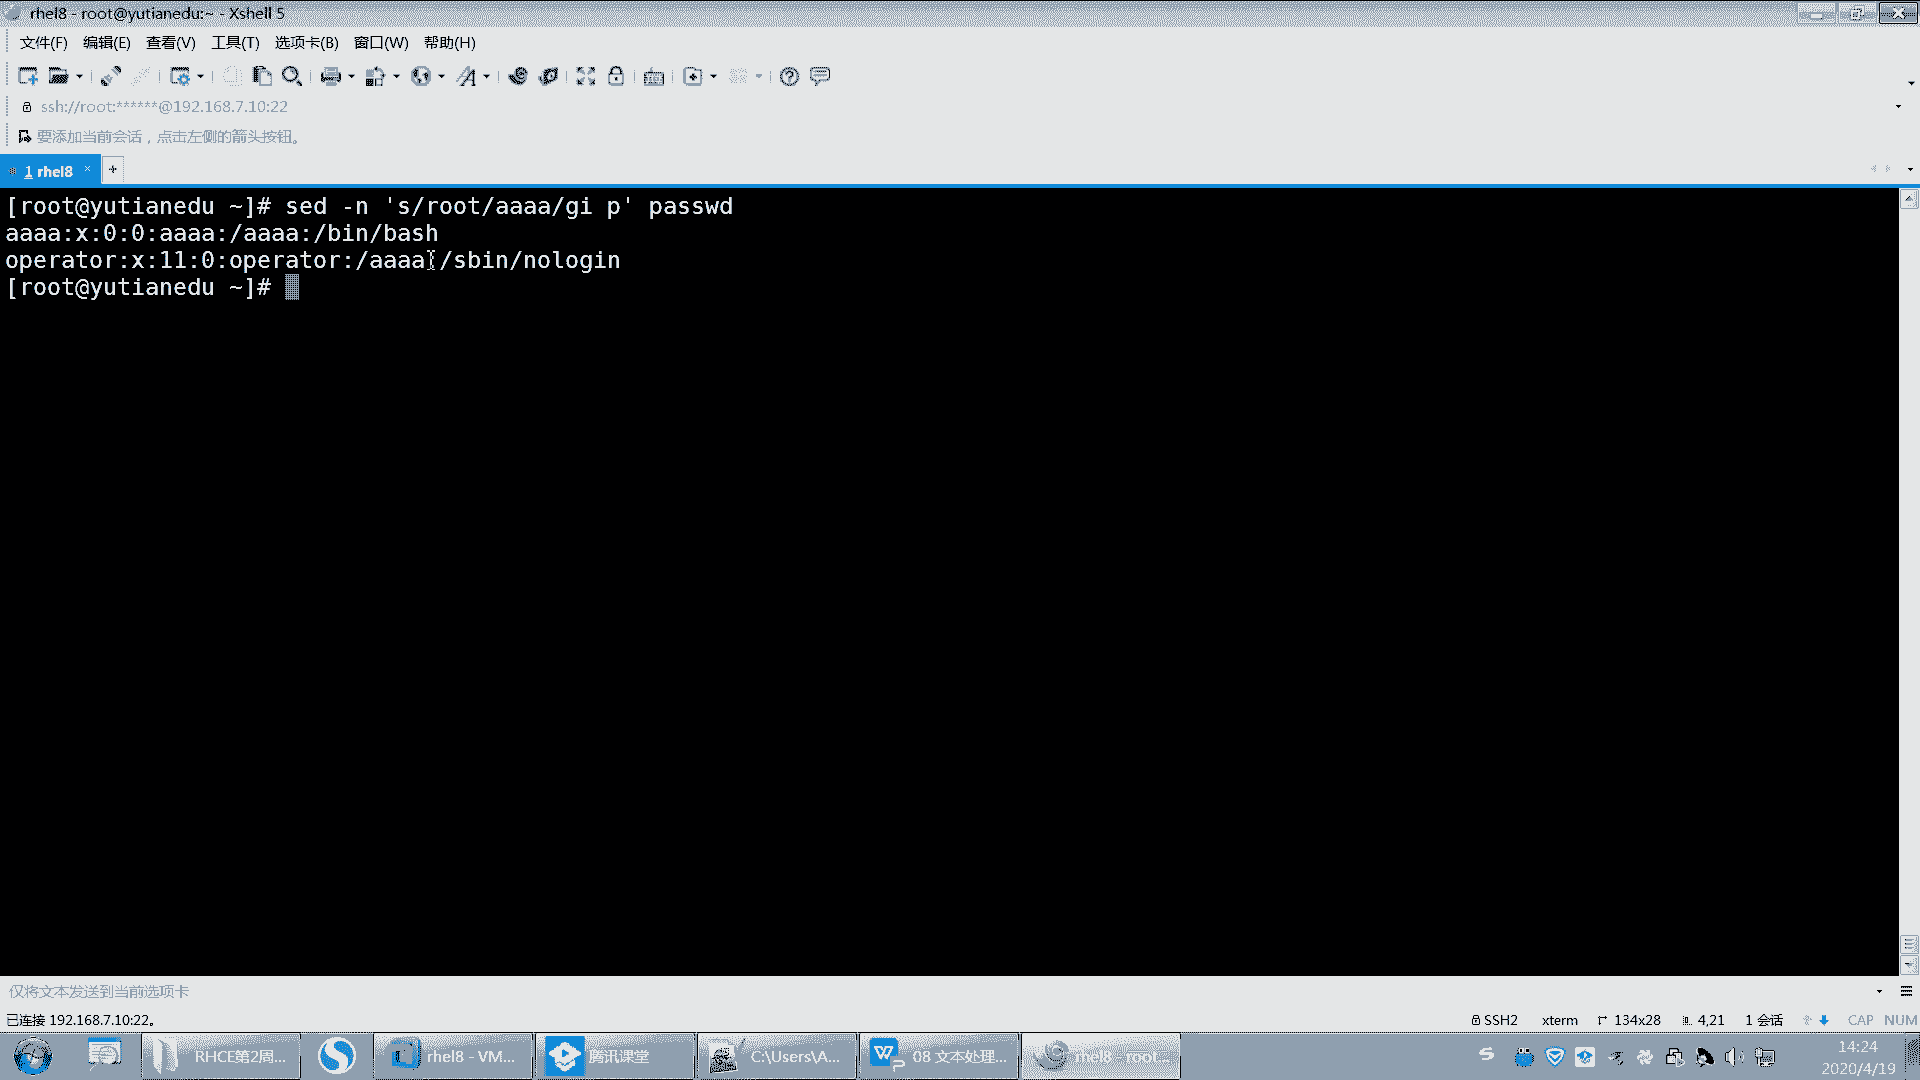 rhel8 - root@yutianedu:~ - Xshell 5
文件(F) 编辑(E) 查看(V) 工具(T) 选项卡(B) 窗口(W) 帮助(H)
ssh://root:******@192.168.7.10:22
要添加当前会话，点击左侧的箭头按钮。
1 rhel8
[root@yutianedu ~]# sed -n 's/root/aaaa/gi p' passwd
aaaa:x:0:0:aaaa:/aaaa:/bin/bash
operator:x:11:0:operator:/aaaa:/sbin/nologin
[root@yutianedu ~]#
仅将文本发送到当前选项卡
已连接 192.168.7.10:22。 SSH2 xterm 134x28 4,21 1 会话 CAP NUM
RHCE第2周... rhel8 - VM... 腾讯课堂 C:\Users\A... 08 文本处理... rhel8 - root... 14:24
2020/4/19